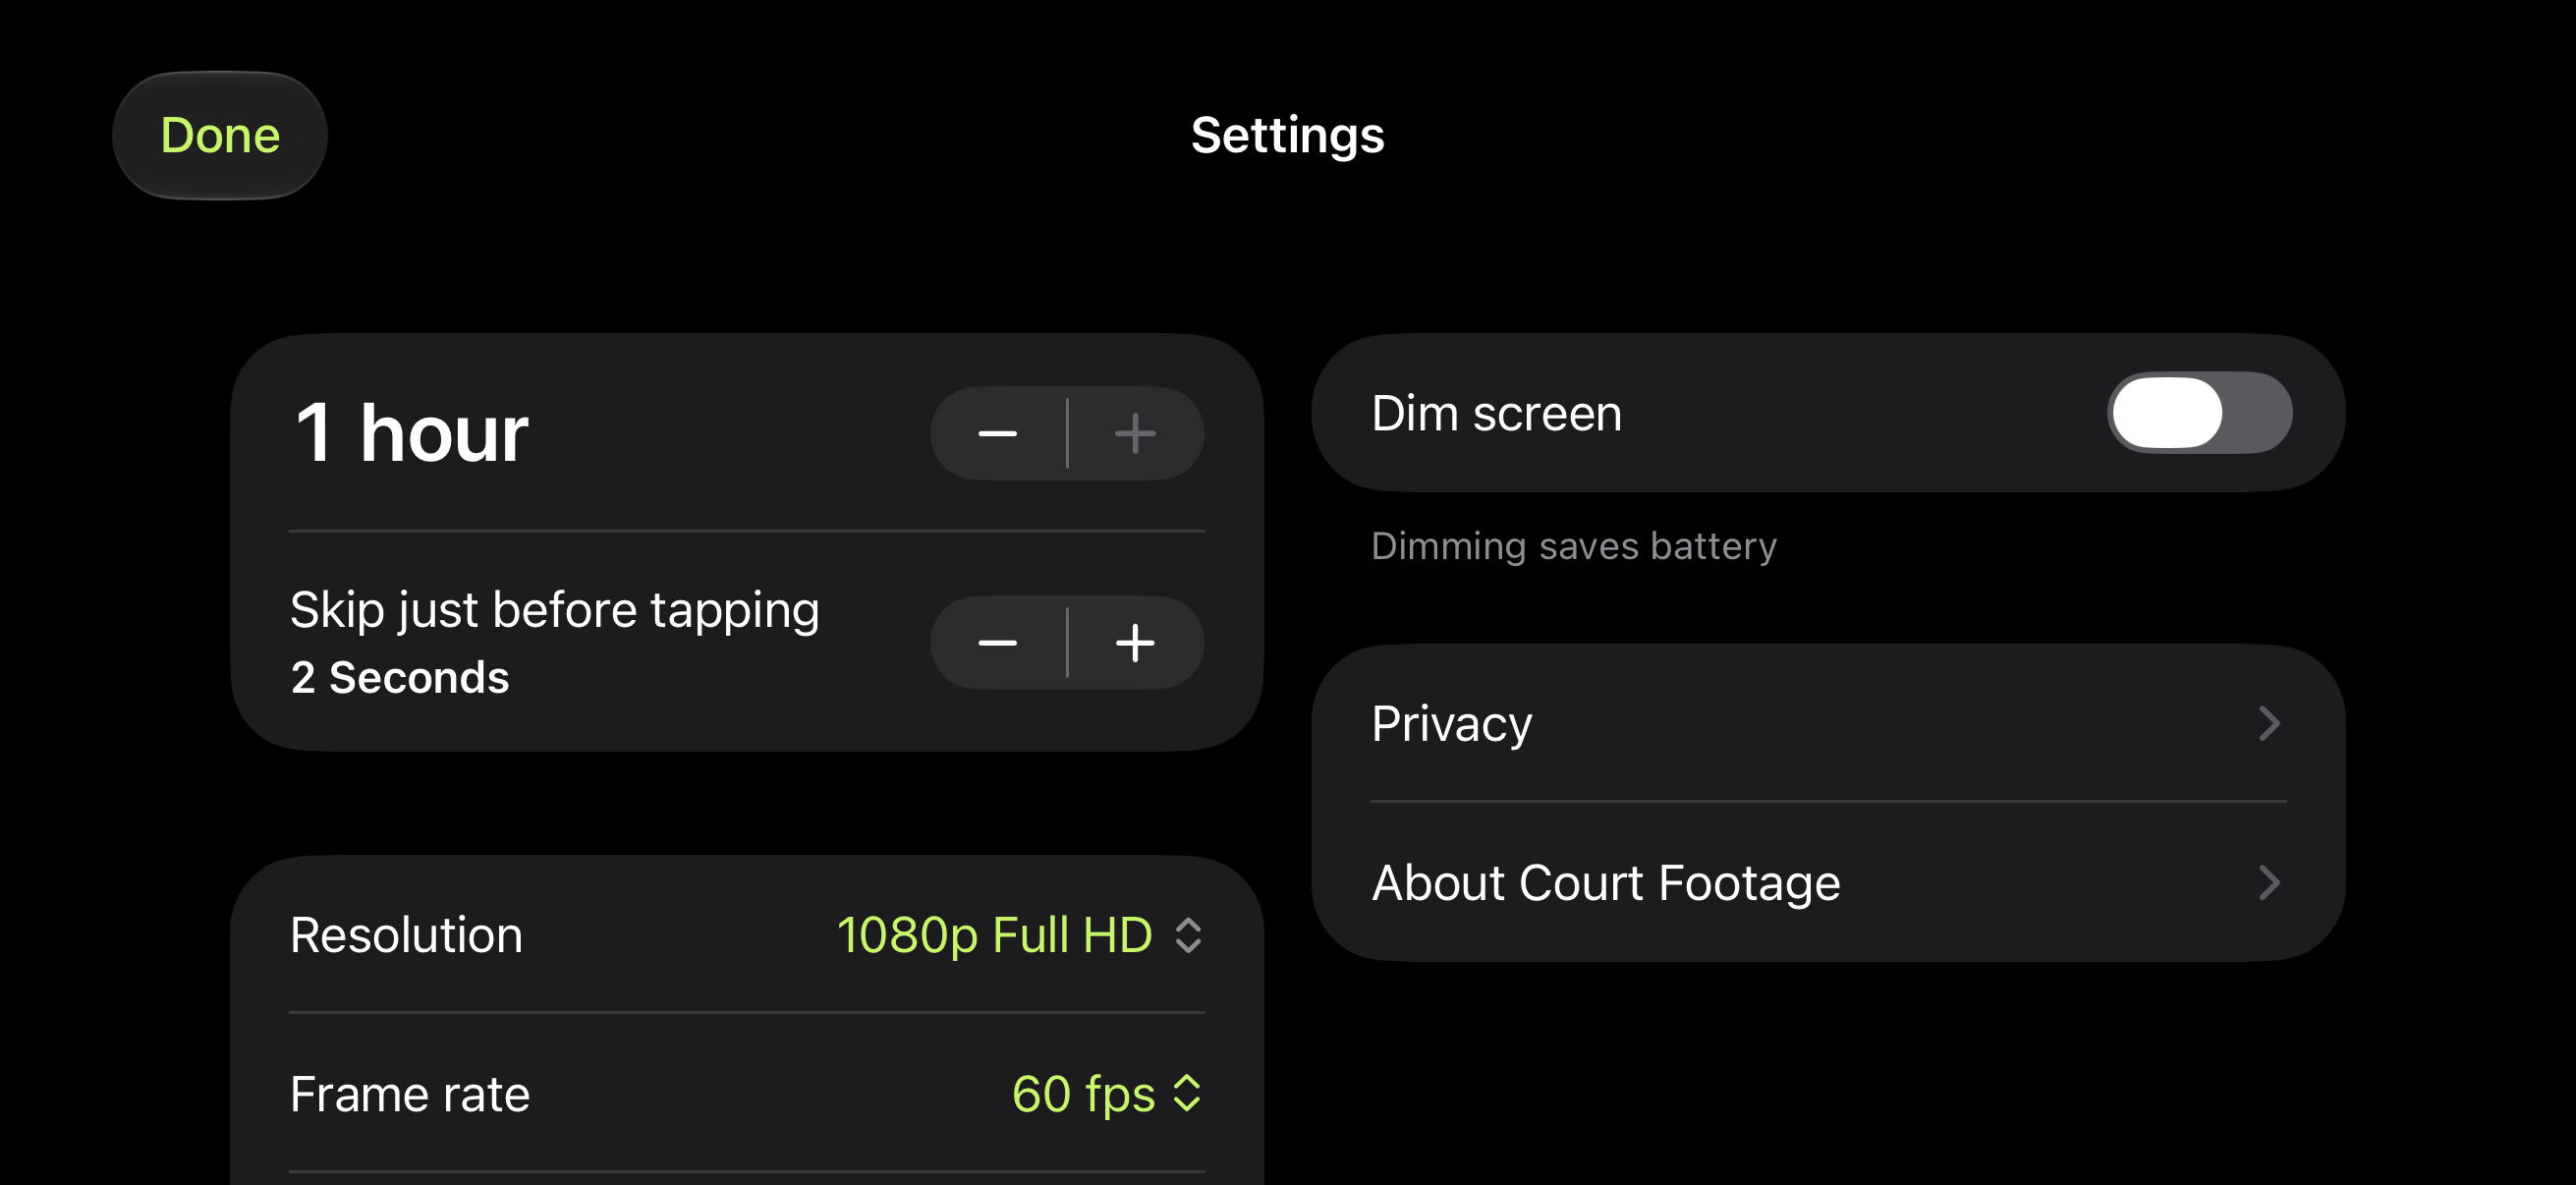 Done
Settings
1 hour
Skip just before tapping
2 Seconds
Resolution
1080p Full HD
Frame rate
60 fps
Dim screen
Dimming saves battery
Privacy
About Court Footage